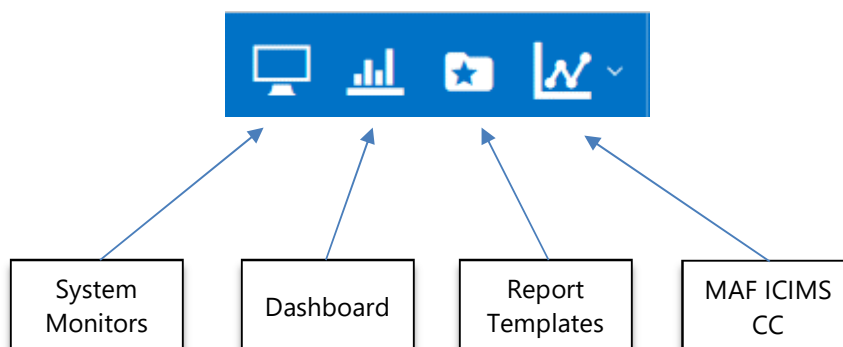 System
Monitors
Dashboard
Report
Templates
MAF ICIMS
CC